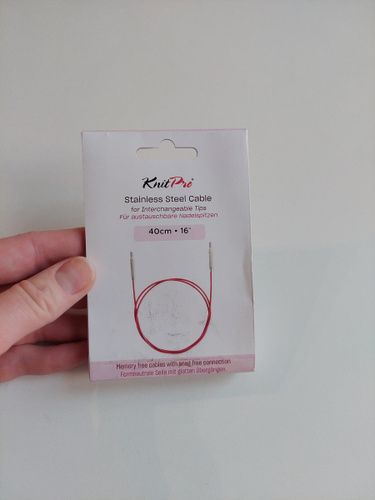 KnitPro
Stainless Steel Cable
for Interchangeable Tips
Für austauschbare Nadelspitzen
40cm • 16"
Memory free cables with snag free connection
Formneutrale Seile mit glatten Übergängen